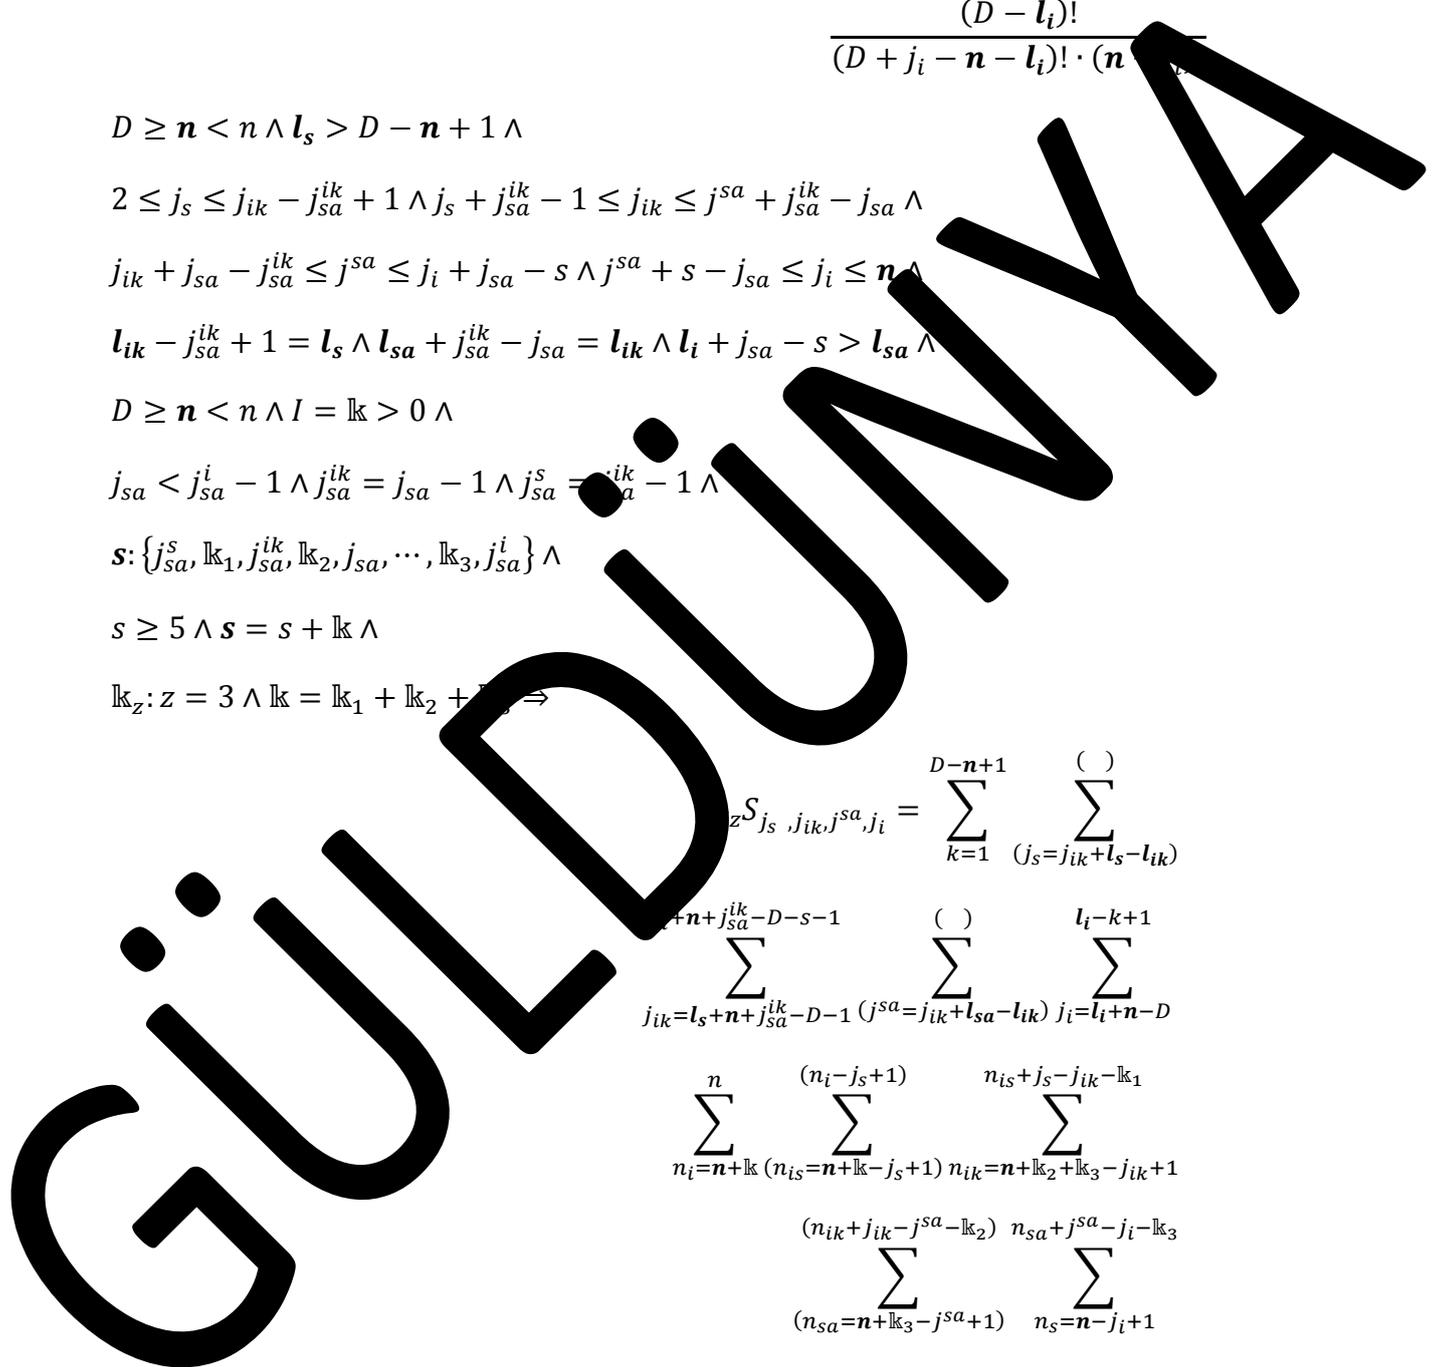 (D − l_i)!
(D + j_i − n − l_i)! · (n
D ≥ n < n ∧ l_s > D − n + 1 ∧
2 ≤ j_s ≤ j_ik − j_sa^ik + 1 ∧ j_s + j_sa^ik − 1 ≤ j_ik ≤ j^sa + j_sa^ik − j_sa ∧
j_ik + j_sa − j_sa^ik ≤ j^sa ≤ j_i + j_sa − s ∧ j^sa + s − j_sa ≤ j_i ≤ n ∧
l_ik − j_sa^ik + 1 = l_s ∧ l_sa + j_sa^ik − j_sa = l_ik ∧ l_i + j_sa − s > l_sa ∧
D ≥ n < n ∧ I = 𝕜 > 0 ∧
j_sa < j_sa^i − 1 ∧ j_sa^ik = j_sa − 1 ∧ j_sa^s = − 1 ∧
s: {j_sa^s, 𝕜_1, j_sa^ik, 𝕜_2, j_sa, ⋯ , 𝕜_3, j_sa^i} ∧
s ≥ 5 ∧ s = s + 𝕜 ∧
𝕜_z: z = 3 ∧ 𝕜 = 𝕜_1 + 𝕜_2 + ⇒
D−n+1 ( )
_zS_{j_s ,j_ik,j^sa,j_i} = ∑ ∑
k=1 (j_s=j_ik+l_s−l_ik)
+n+j_sa^ik−D−s−1 ( ) l_i−k+1
∑ ∑ ∑
j_ik=l_s+n+j_sa^ik−D−1 (j^sa=j_ik+l_sa−l_ik) j_i=l_i+n−D
n (n_i−j_s+1) n_is+j_s−j_ik−𝕜_1
∑ ∑ ∑
n_i=n+𝕜 (n_is=n+𝕜−j_s+1) n_ik=n+𝕜_2+𝕜_3−j_ik+1
(n_ik+j_ik−j^sa−𝕜_2) n_sa+j^sa−j_i−𝕜_3
∑ ∑
(n_sa=n+𝕜_3−j^sa+1) n_s=n−j_i+1
GÜLDÜNYA